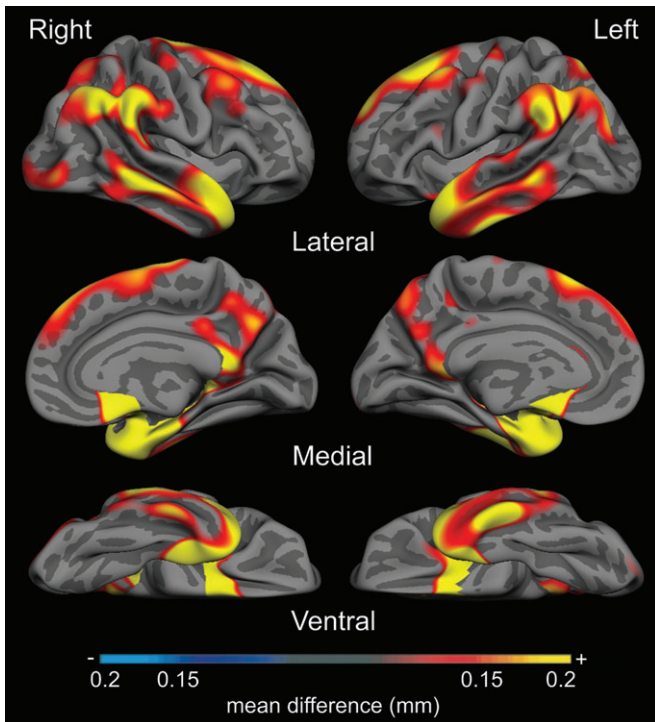 Right Left
Lateral
Medial
Ventral
- +
0.2 0.15 0.15 0.2
mean difference (mm)